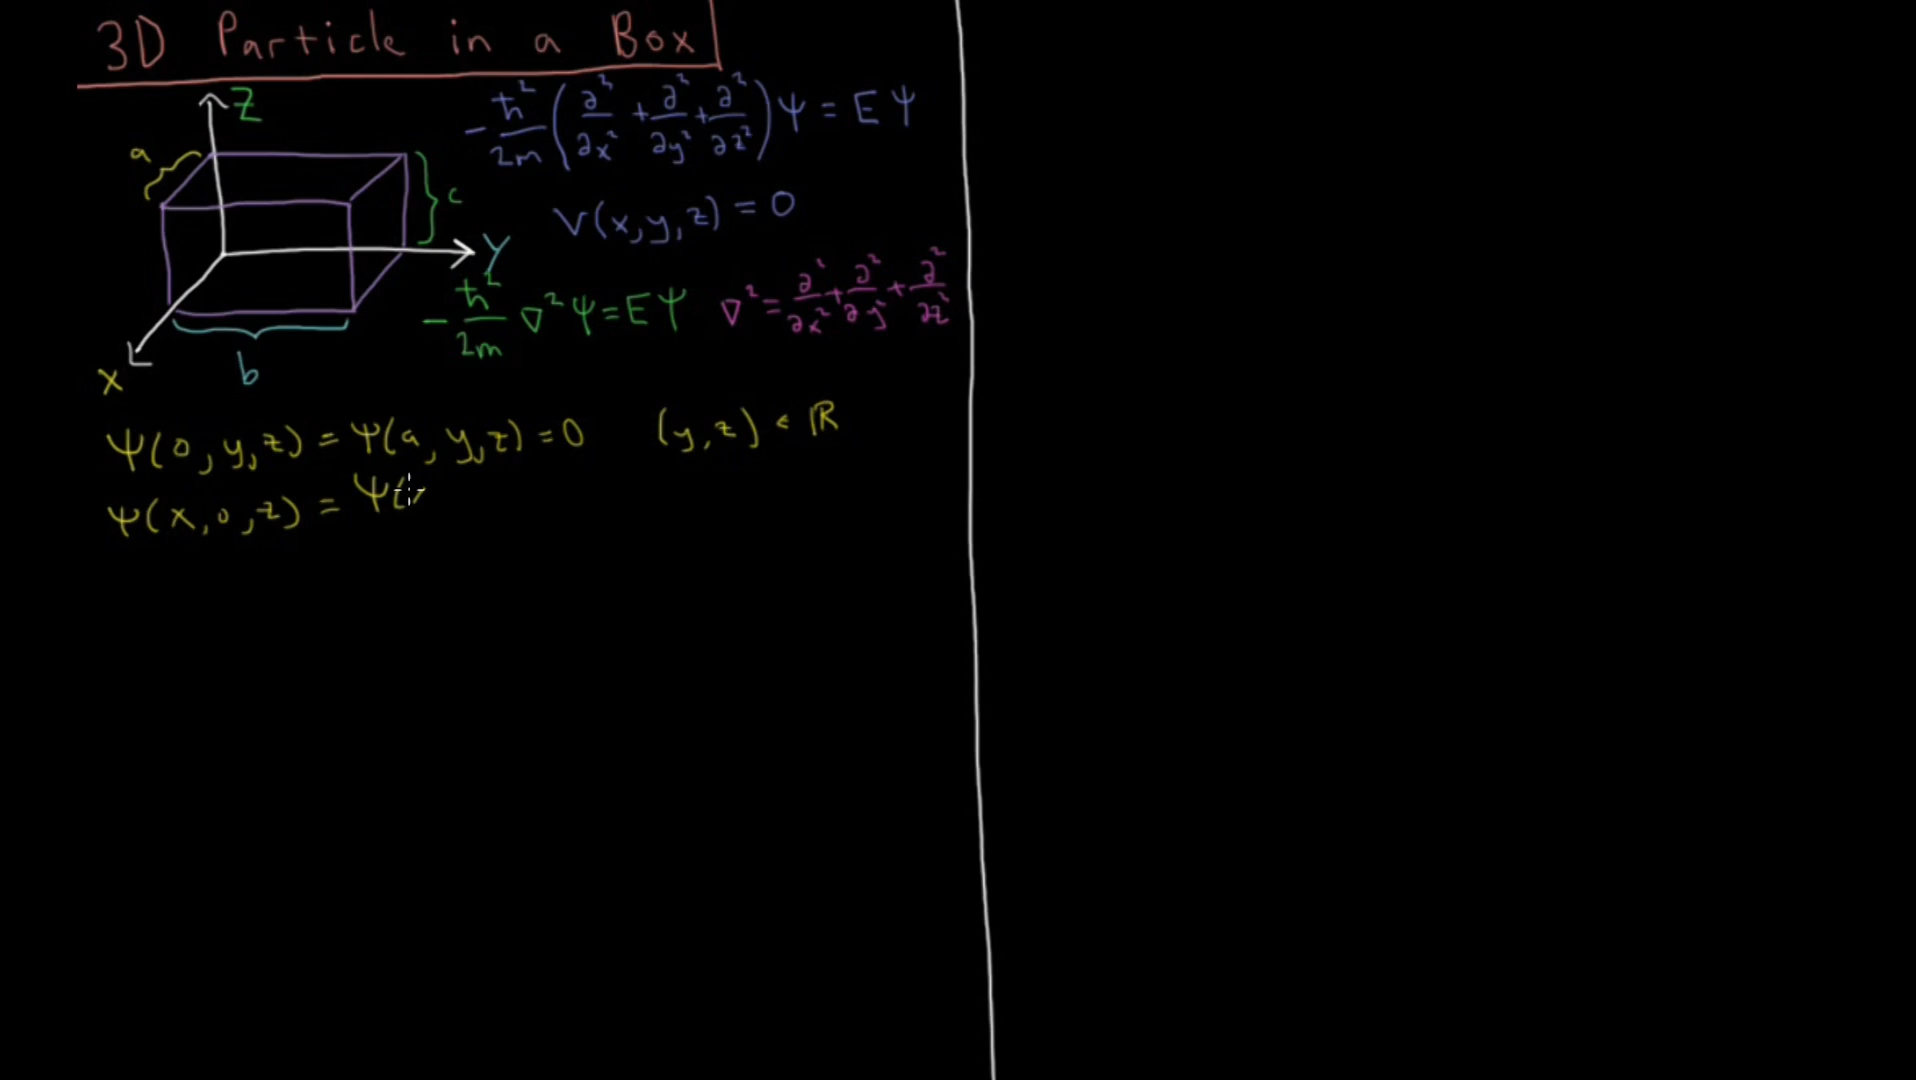 3D Particle in a Box
Z
-ħ²/2m (∂²/∂x² + ∂²/∂y² + ∂²/∂z²) Ψ = E Ψ
a
c
V(x,y,z) = 0
y
-ħ²/2m ∇²Ψ = EΨ
∇² = ∂²/∂x² + ∂²/∂y² + ∂²/∂z²
b
x
Ψ(0,y,z) = Ψ(a,y,z) = 0 (y,z) ∈ ℝ
Ψ(x,0,z) = Ψ(